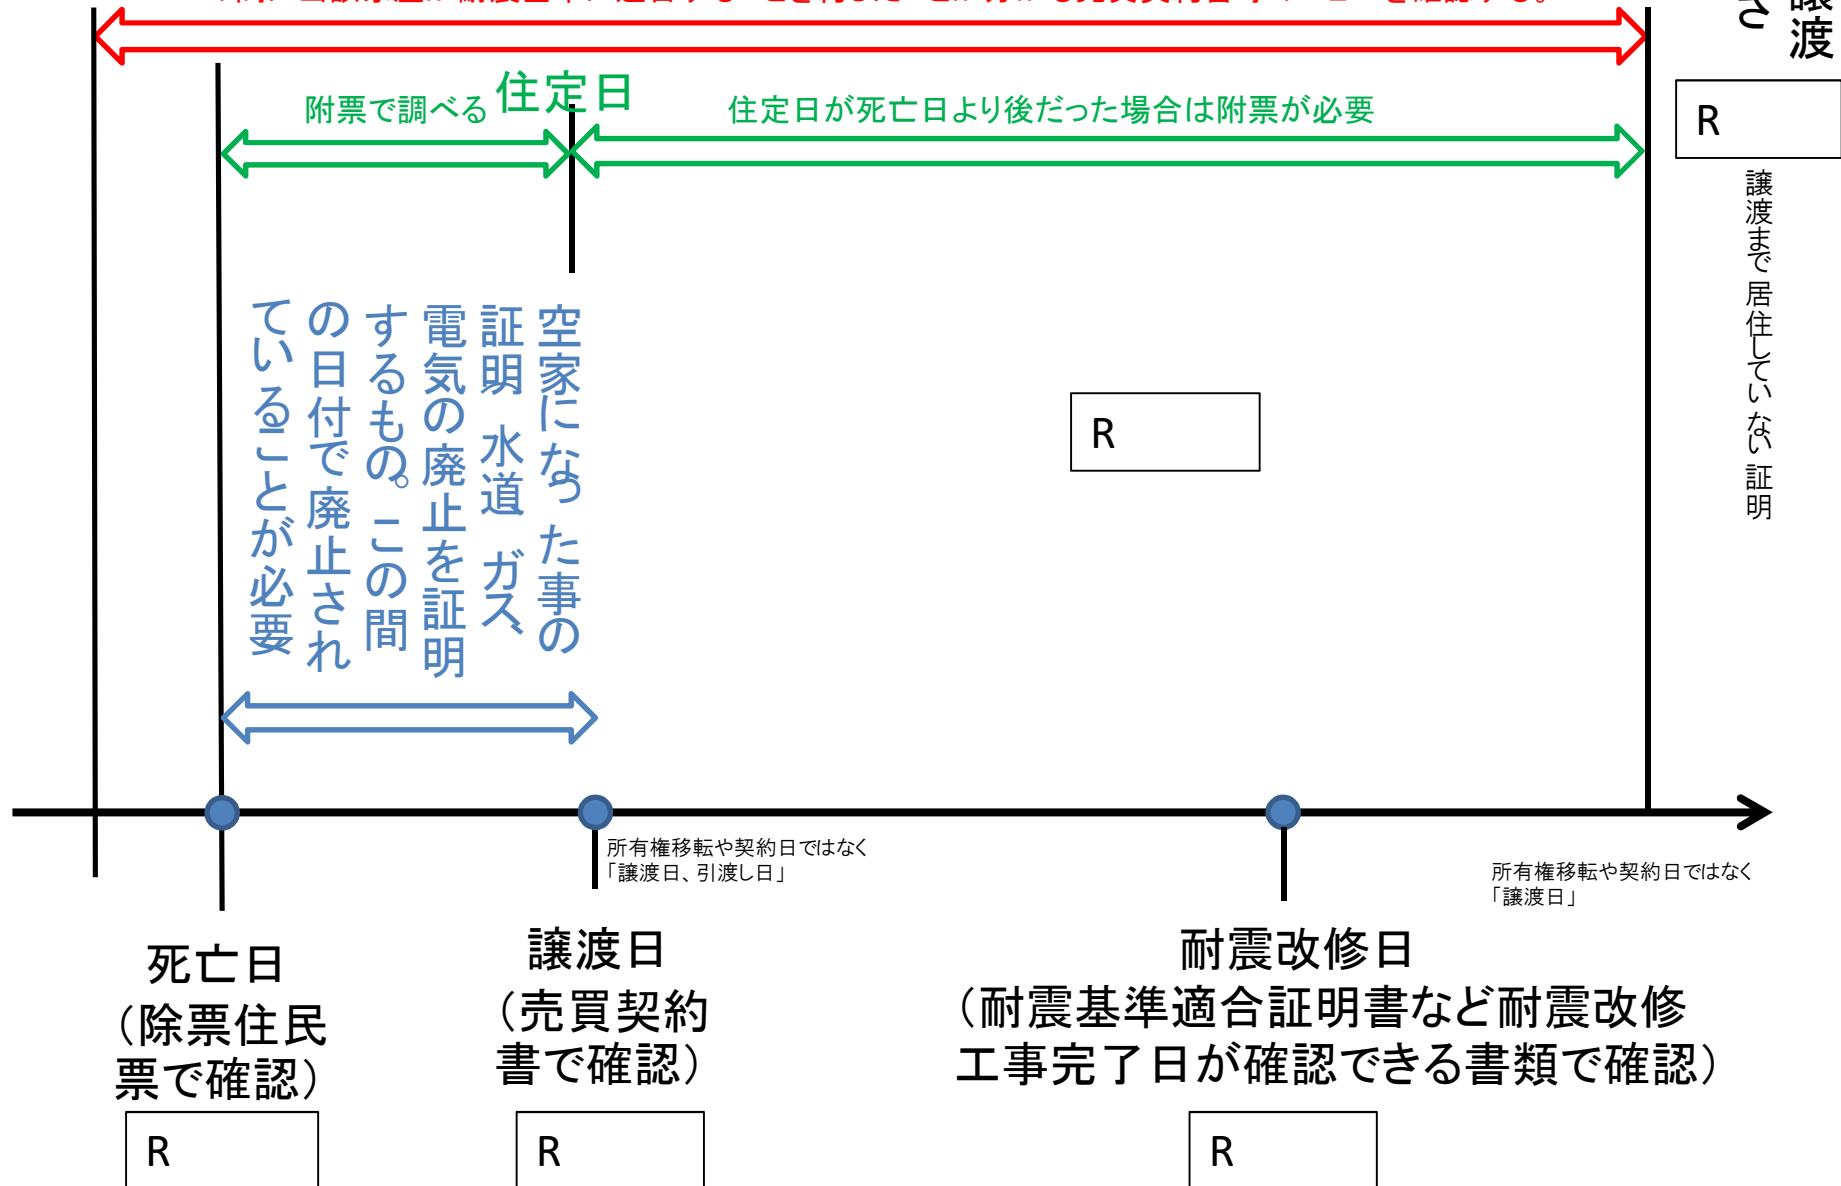 譲渡
さ
附票で調べる
住定日
住定日が死亡日より後だった場合は附票が必要
R
譲渡まで居住していない証明
空家になった事の
証明 水道、ガス、
電気の廃止を証明
するもの。この間
の日付で廃止され
ていることが必要
R
所有権移転や契約日ではなく
「譲渡日、引渡し日」
所有権移転や契約日ではなく
「譲渡日」
死亡日
（除票住民
票で確認）
譲渡日
（売買契約
書で確認）
耐震改修日
（耐震基準適合証明書など耐震改修
工事完了日が確認できる書類で確認）
R
R
R